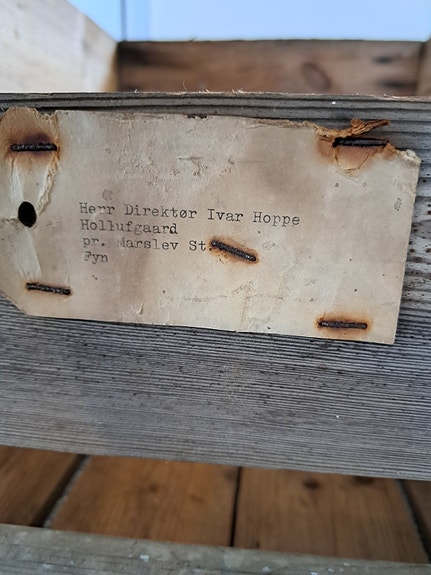 Herr Direktør Ivar Hoppe
Hollufgaard
pr. Marslev St
Fyn